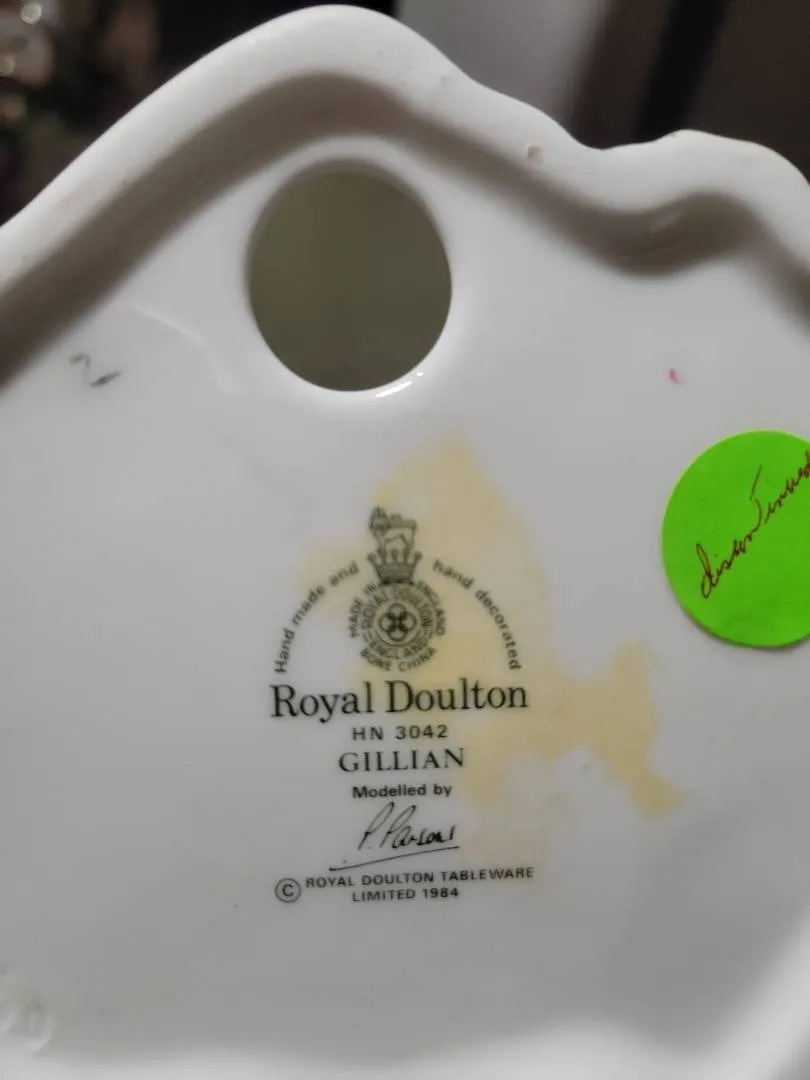 Hand made and hand decorated
MADE IN ENGLAND
ROYAL DOULTON
ENGLAND
BONE CHINA
Royal Doulton
HN 3042
GILLIAN
Modelled by
P. Parsons
© ROYAL DOULTON TABLEWARE
LIMITED 1984
discontinued